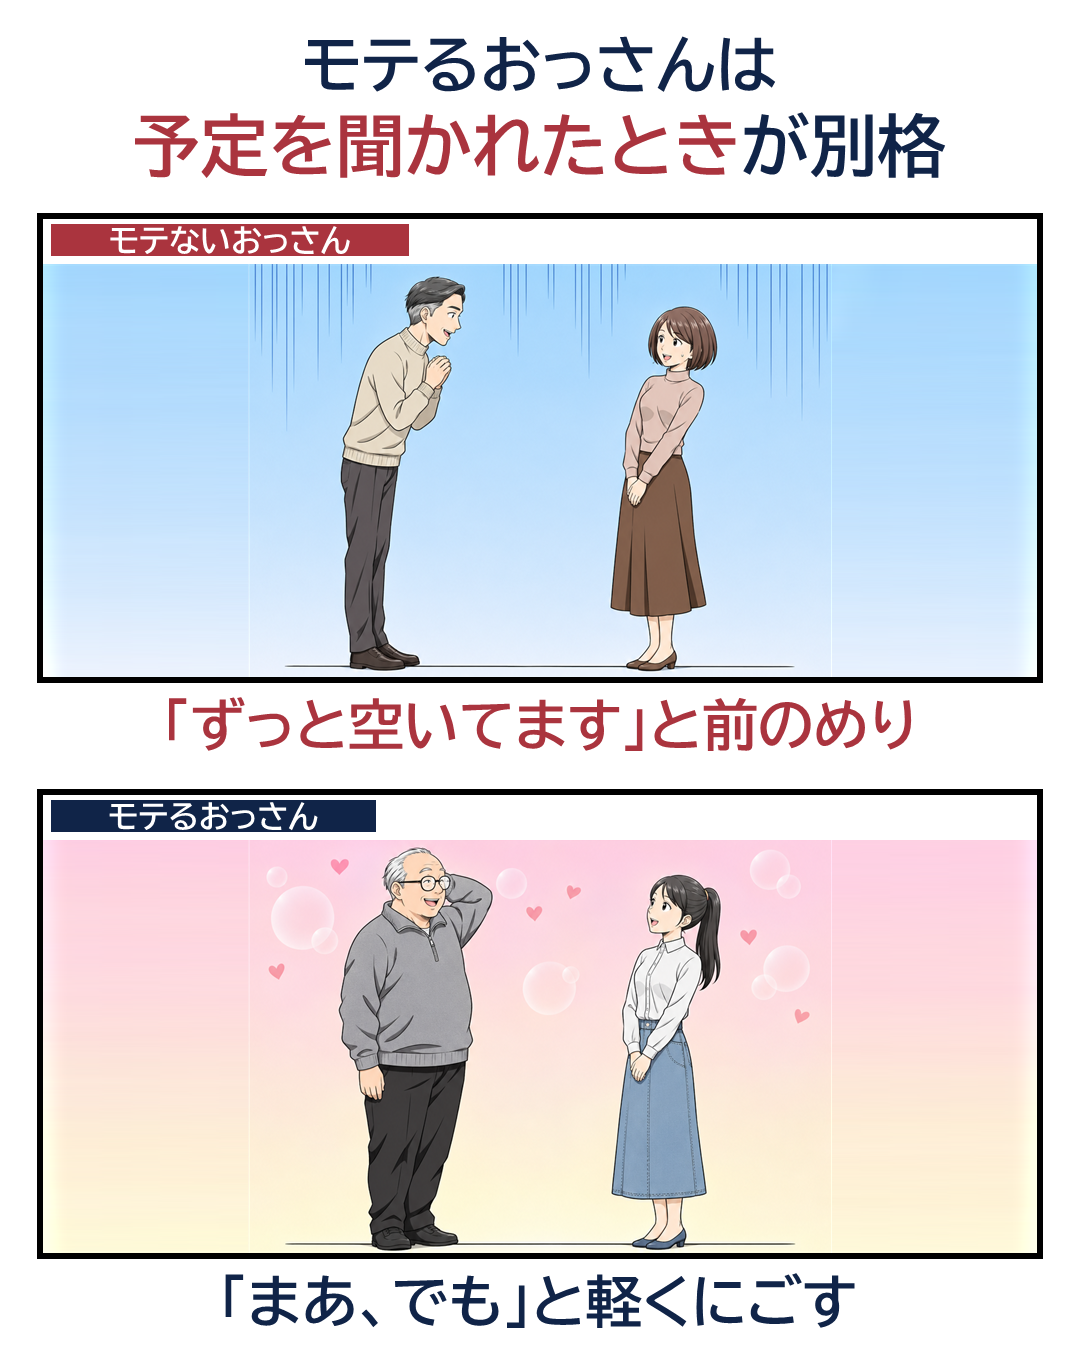 モテるおっさんは
予定を聞かれたときが別格
モテないおっさん
「ずっと空いてます」と前のめり
モテるおっさん
「まあ、でも」と軽くにごす